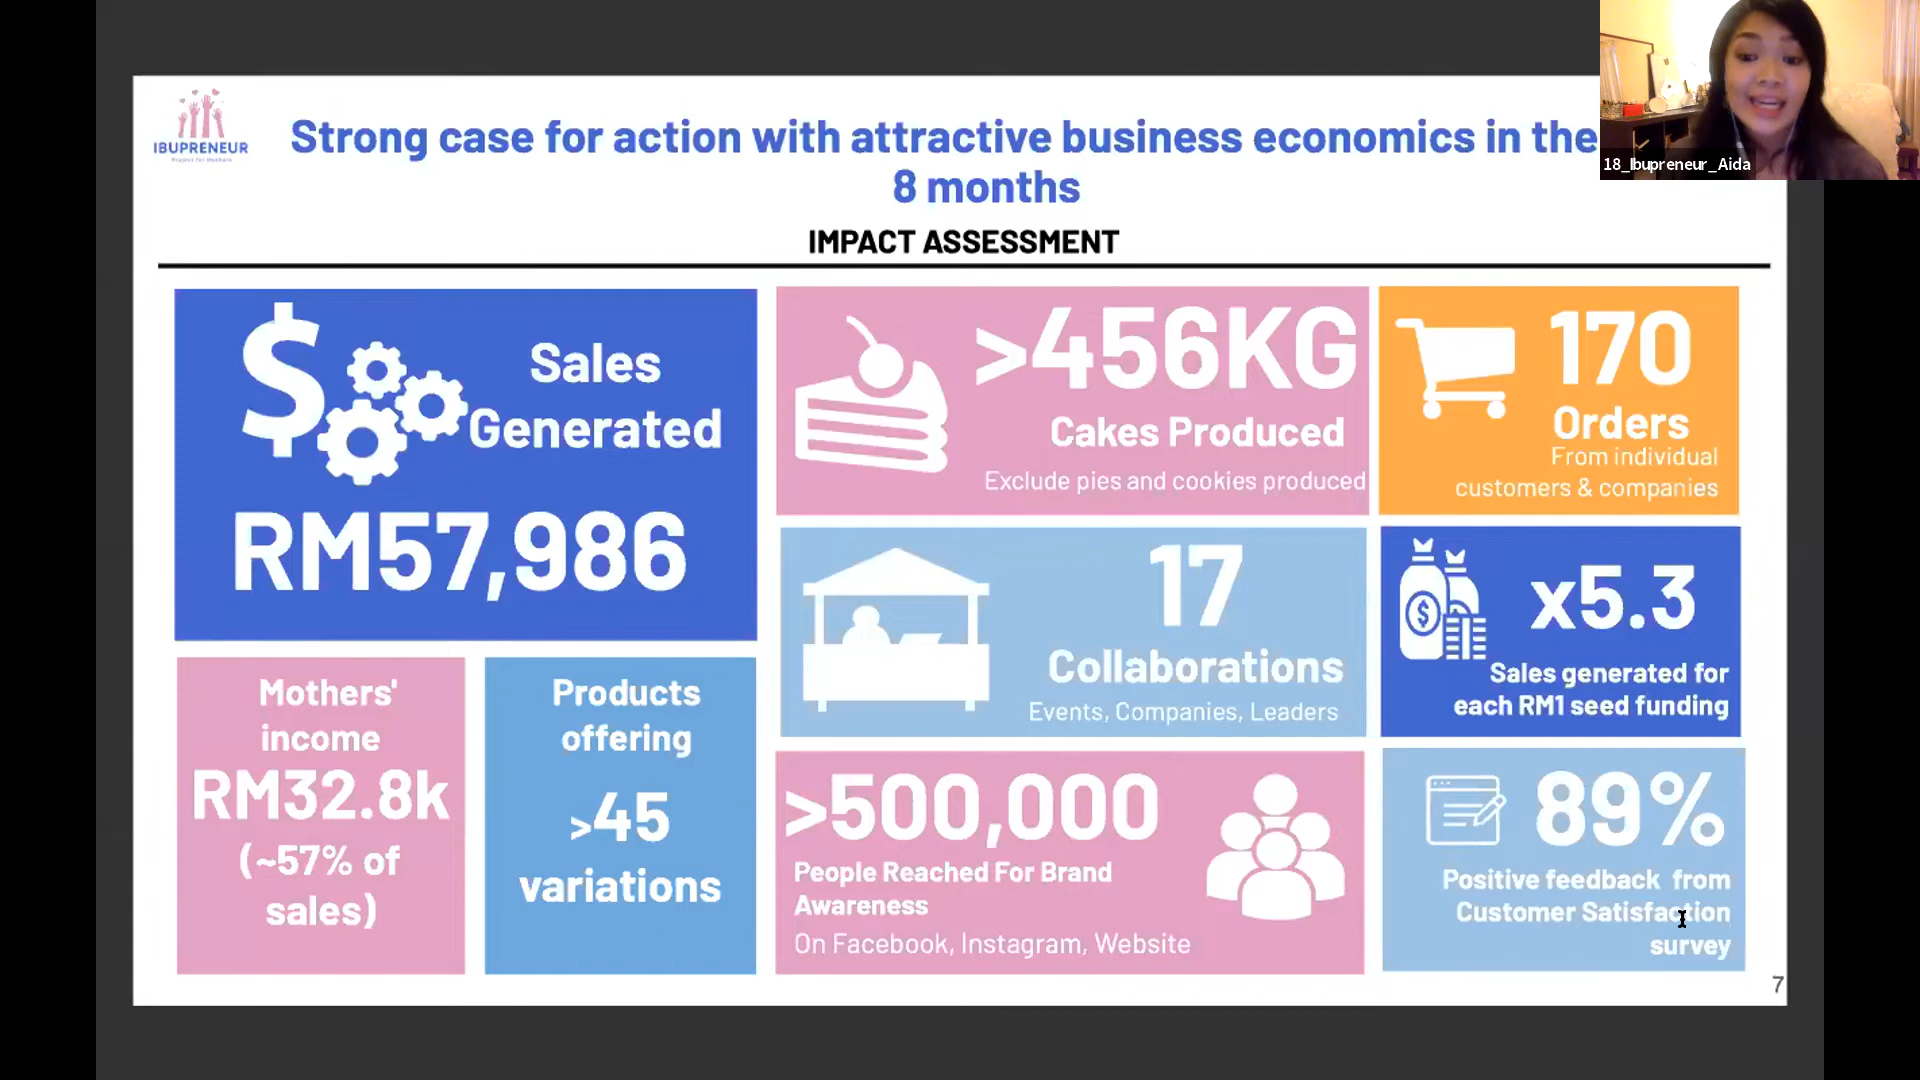 IBUPRENEUR
Project for Mothers
Strong case for action with attractive business economics in the
8 months
IMPACT ASSESSMENT
18_Ibupreneur_Aida
$
Sales
Generated
RM57,986
>456KG
Cakes Produced
Exclude pies and cookies produced
170
Orders
From individual
customers & companies
17
Collaborations
Events, Companies, Leaders
$
x5.3
Sales generated for
each RM1 seed funding
Mothers'
income
RM32.8k
(~57% of
sales)
Products
offering
>45
variations
>500,000
People Reached For Brand
Awareness
On Facebook, Instagram, Website
89%
Positive feedback from
Customer Satisfaction
survey
7